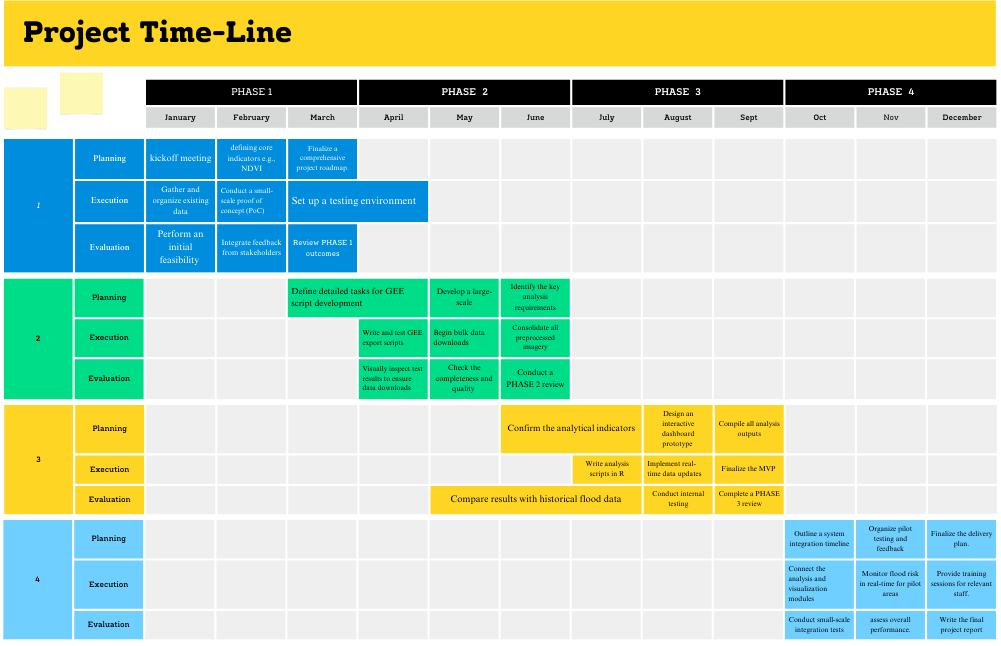 Project Time-Line
PHASE 1
PHASE 2
PHASE 3
PHASE 4
January
February
March
April
May
June
July
August
Sept
Oct
Nov
December
1
Planning
kickoff meeting
defining core
indicators e.g.,
NDVI
Finalize a
comprehensive
project roadmap.
Execution
Gather and
organize existing
data
Conduct a small-
scale proof of
concept (PoC)
Set up a testing environment
Evaluation
Perform an
initial
feasibility
Integrate feedback
from stakeholders
Review PHASE 1
outcomes
2
Planning
Define detailed tasks for GEE
script development
Develop a large-
scale
Identify the key
analysis
requirements
Execution
Write and test GEE
export scripts
Begin bulk data
downloads
Consolidate all
preprocessed
imagery
Evaluation
Visually inspect test
results to ensure
data downloads
Check the
completeness and
quality
Conduct a
PHASE 2 review
3
Planning
Confirm the analytical indicators
Design an
interactive
dashboard
prototype
Compile all analysis
outputs
Execution
Write analysis
scripts in R
Implement real-
time data updates
Finalize the MVP
Evaluation
Compare results with historical flood data
Conduct internal
testing
Complete a PHASE
3 review
4
Planning
Outline a system
integration timeline
Organize pilot
testing and
feedback
Finalize the delivery
plan.
Execution
Connect the
analysis and
visualization
modules
Monitor flood risk
in real-time for pilot
areas
Provide training
sessions for relevant
staff.
Evaluation
Conduct small-scale
integration tests
assess overall
performance.
Write the final
project report